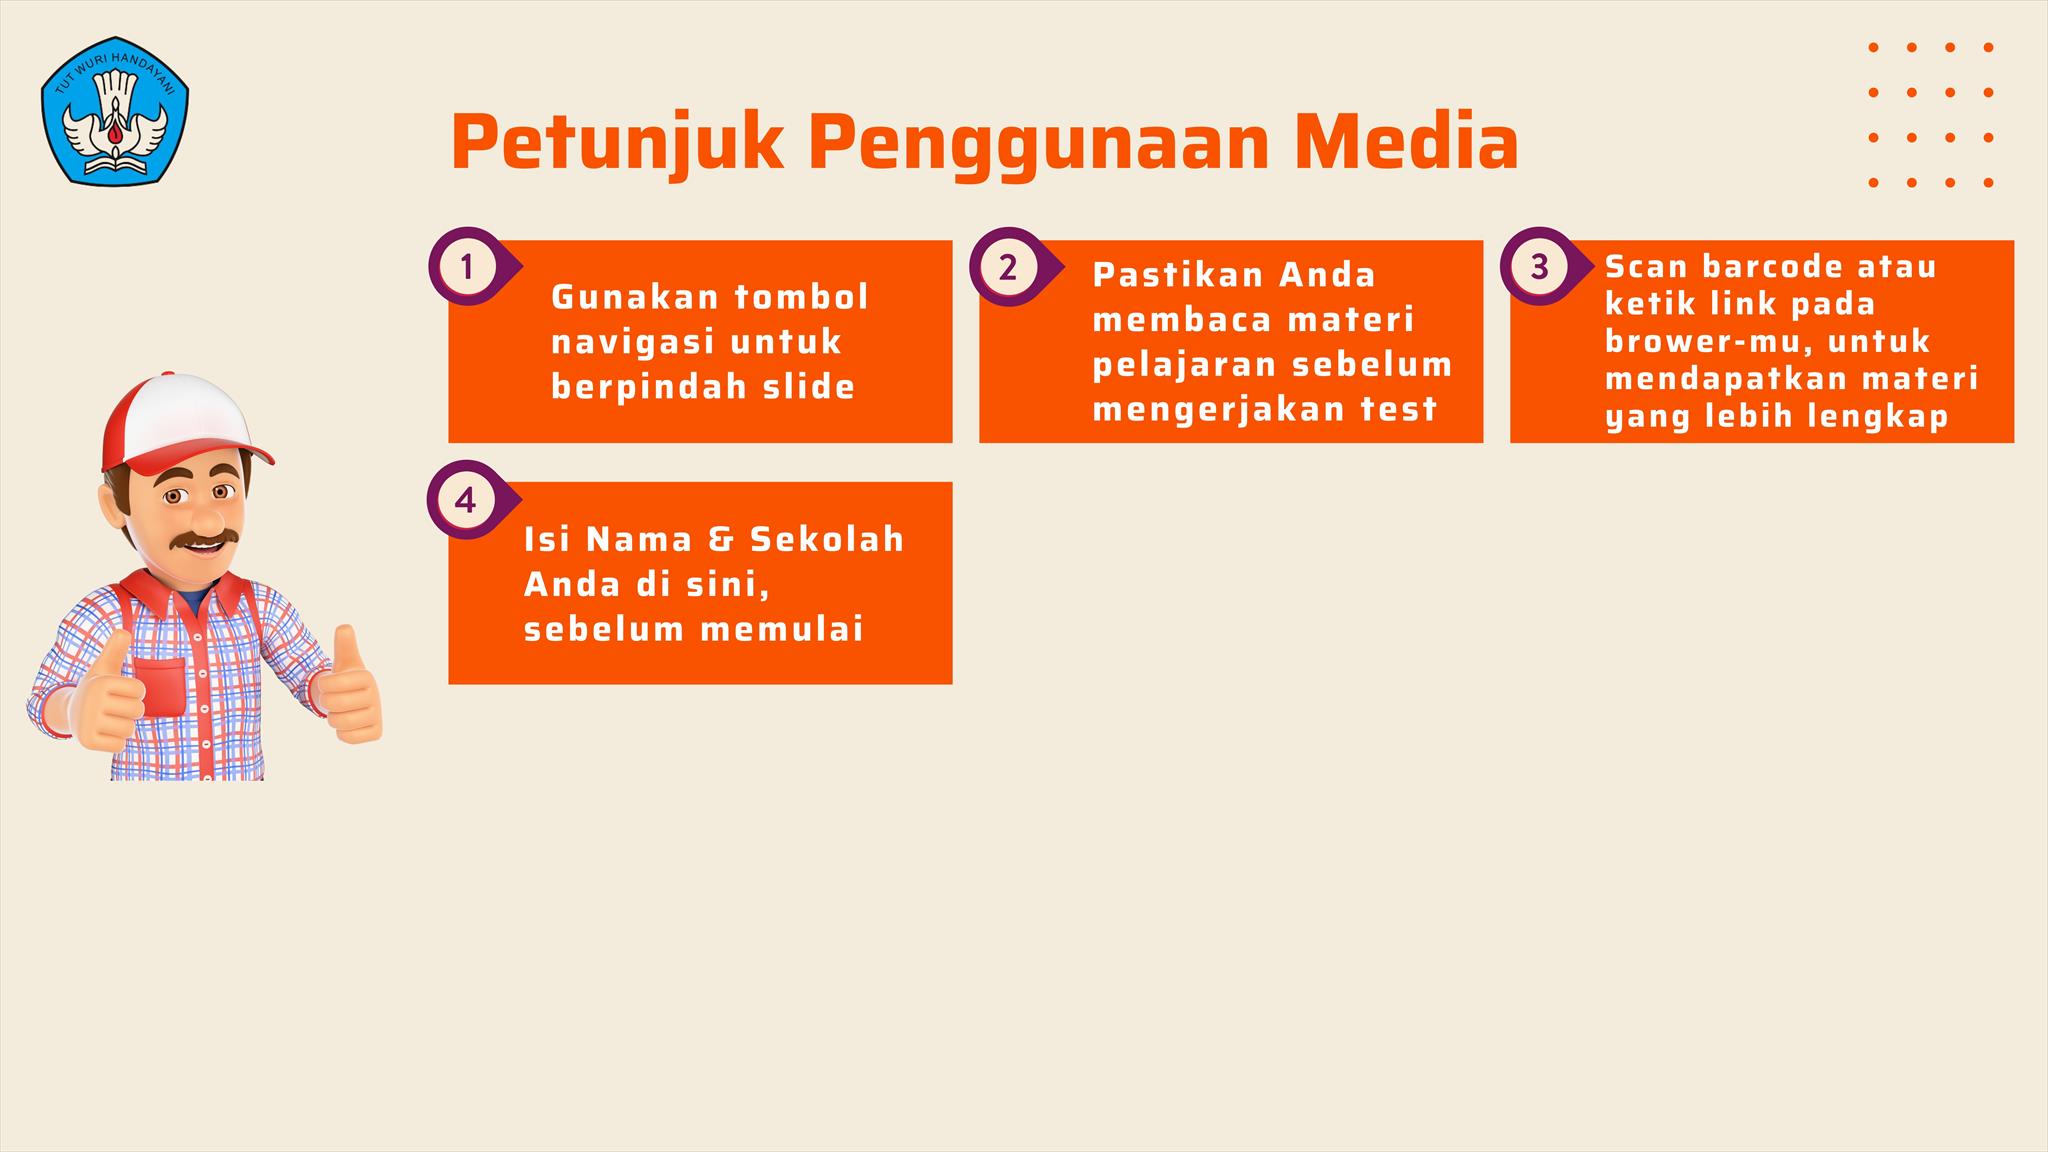 TUT WURI HANDAYANI
Petunjuk Penggunaan Media
1
Gunakan tombol
navigasi untuk
berpindah slide
2
Pastikan Anda
membaca materi
pelajaran sebelum
mengerjakan test
3
Scan barcode atau
ketik link pada
brower-mu, untuk
mendapatkan materi
yang lebih lengkap
4
Isi Nama & Sekolah
Anda di sini,
sebelum memulai